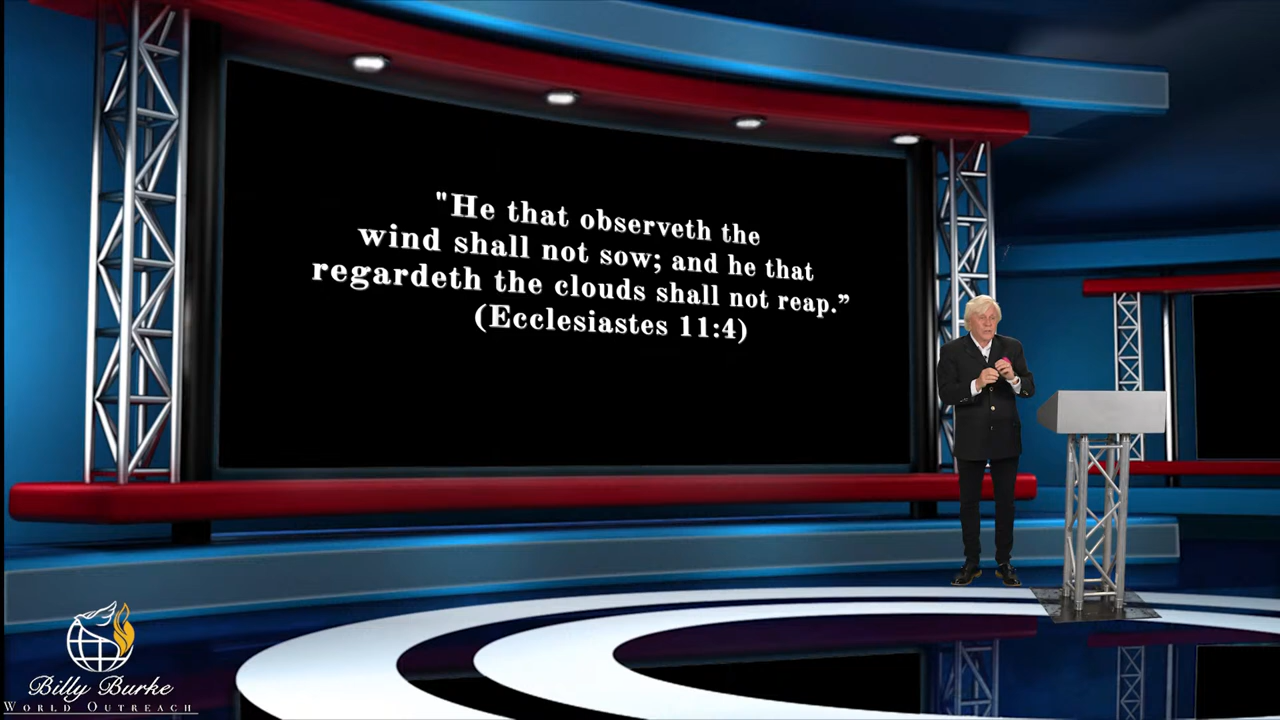 "He that observeth the
wind shall not sow; and he that
regardeth the clouds shall not reap.”
(Ecclesiastes 11:4)
Billy Burke
World Outreach